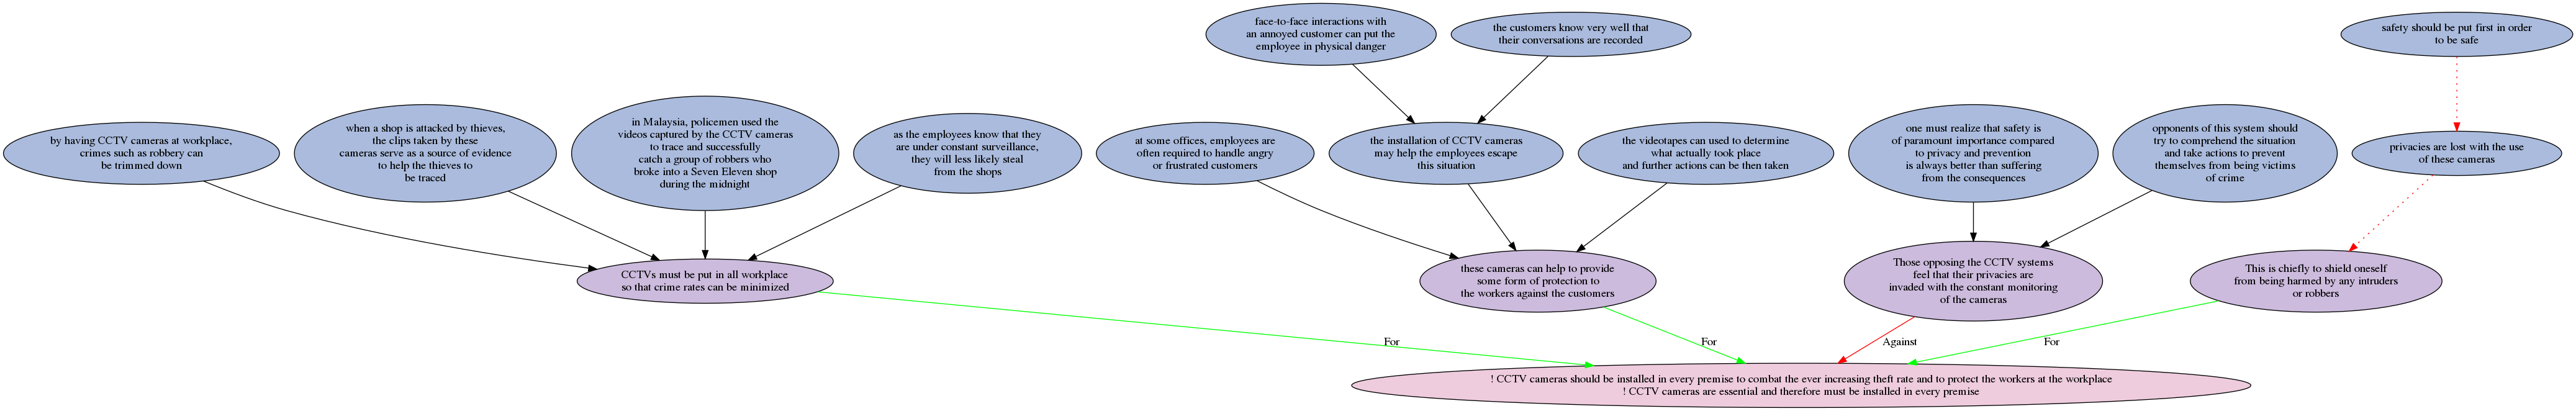 face-to-face interactions with
an annoyed customer can put the
employee in physical danger
the customers know very well that
their conversations are recorded
safety should be put first in order
to be safe
by having CCTV cameras at workplace,
crimes such as robbery can
be trimmed down
when a shop is attacked by thieves,
the clips taken by these
cameras serve as a source of evidence
to help the thieves to
be traced
in Malaysia, policemen used the
videos captured by the CCTV cameras
to trace and successfully
catch a group of robbers who
broke into a Seven Eleven shop
during the midnight
as the employees know that they
are under constant surveillance,
they will less likely steal
from the shops
at some offices, employees are
often required to handle angry
or frustrated customers
the installation of CCTV cameras
may help the employees escape
this situation
the videotapes can used to determine
what actually took place
and further actions can be then taken
one must realize that safety is
of paramount importance compared
to privacy and prevention
is always better than suffering
from the consequences
opponents of this system should
try to comprehend the situation
and take actions to prevent
themselves from being victims
of crime
privacies are lost with the use
of these cameras
CCTVs must be put in all workplace
so that crime rates can be minimized
these cameras can help to provide
some form of protection to
the workers against the customers
Those opposing the CCTV systems
feel that their privacies are
invaded with the constant monitoring
of the cameras
This is chiefly to shield oneself
from being harmed by any intruders
or robbers
For
For
Against
For
! CCTV cameras should be installed in every premise to combat the ever increasing theft rate and to protect the workers at the workplace
! CCTV cameras are essential and therefore must be installed in every premise